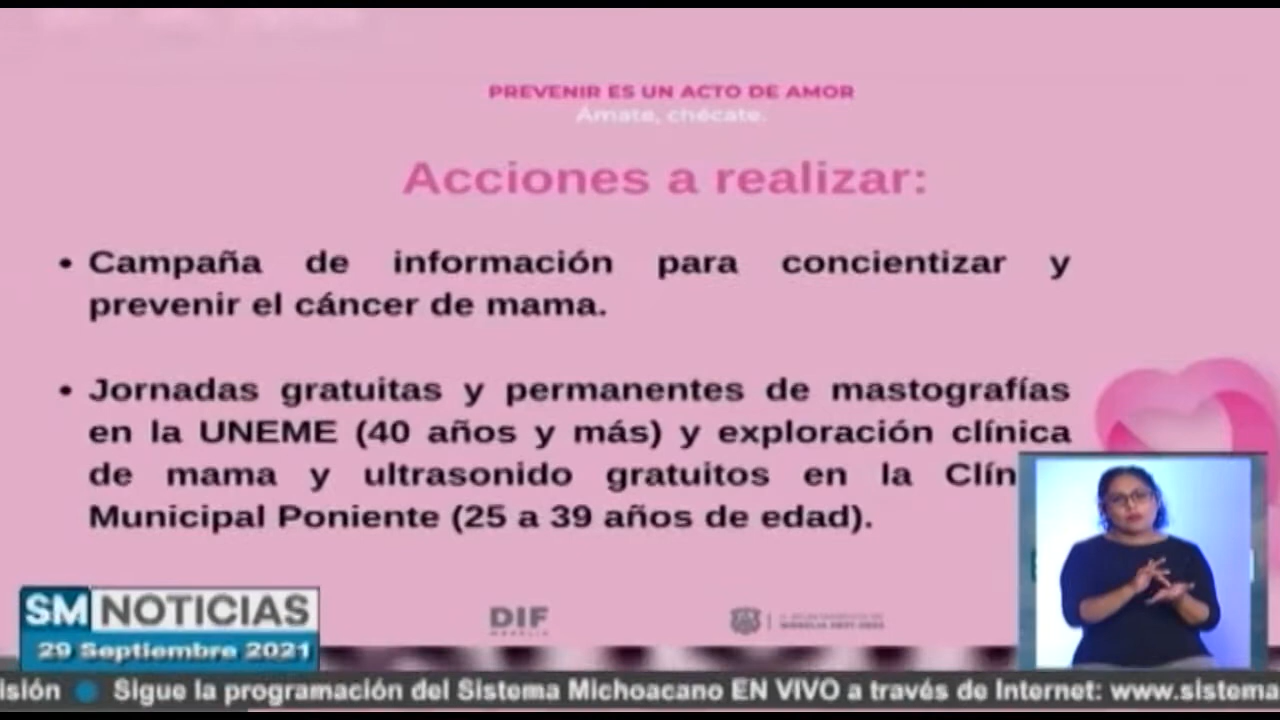 PREVENIR ES UN ACTO DE AMOR
Ámate, chécate.
Acciones a realizar:
• Campaña de información para concientizar y
prevenir el cáncer de mama.
• Jornadas gratuitas y permanentes de mastografías
en la UNEME (40 años y más) y exploración clínica
de mama y ultrasonido gratuitos en la Clín
Municipal Poniente (25 a 39 años de edad).
DIF
MORELIA
SM NOTICIAS
29 Septiembre 2021
isión • Sigue la programación del Sistema Michoacano EN VIVO a través de Internet: www.sistema